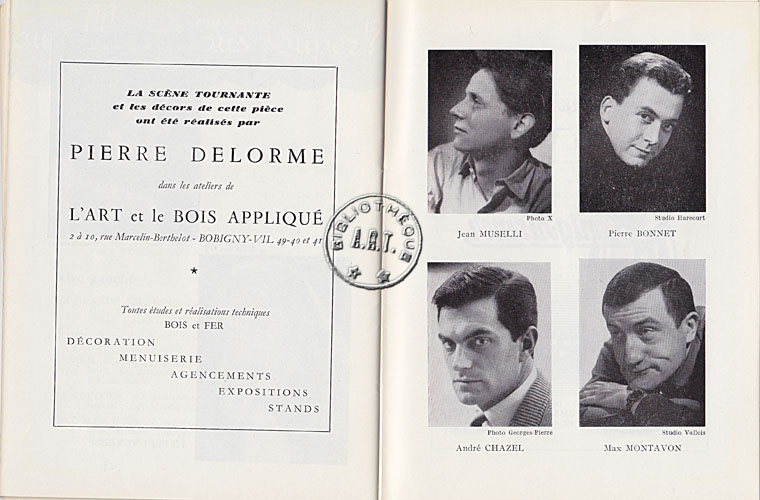 LA SCÈNE TOURNANTE
et les décors de cette pièce
ont été réalisés par
PIERRE DELORME
dans les ateliers de
L'ART et le BOIS APPLIQUÉ
2 à 10, rue Marcelin-Berthelot - BOBIGNY-VIL 49-40 et 41
★
Toutes études et réalisations techniques
BOIS et FER
DÉCORATION
MENUISERIE
AGENCEMENTS
EXPOSITIONS
STANDS
BIBLIOTHÈQUE
A.R.T.
Photo X
Jean MUSELLI
Studio Harcourt
Pierre BONNET
Photo Georges-Pierre
André CHAZEL
Studio Vallois
Max MONTAVON